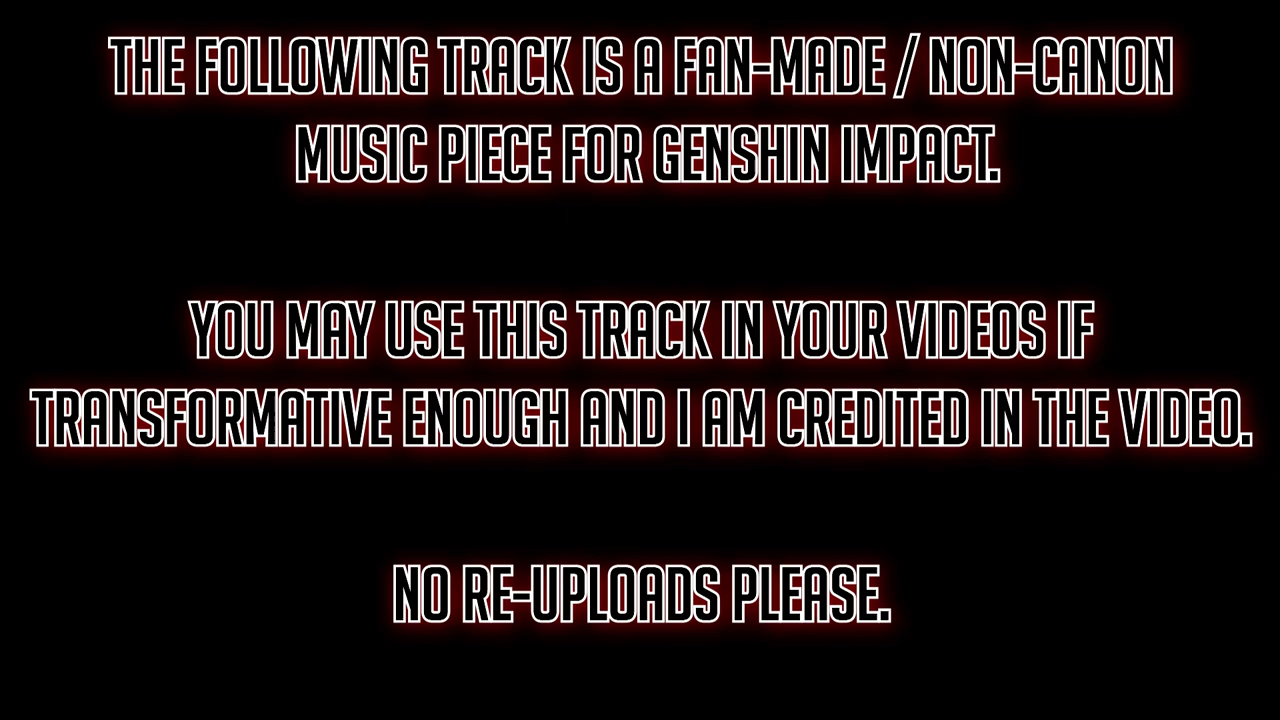 THE FOLLOWING TRACK IS A FAN-MADE / NON-CANON
MUSIC PIECE FOR GENSHIN IMPACT.
YOU MAY USE THIS TRACK IN YOUR VIDEOS IF
TRANSFORMATIVE ENOUGH AND I AM CREDITED IN THE VIDEO.
NO RE-UPLOADS PLEASE.